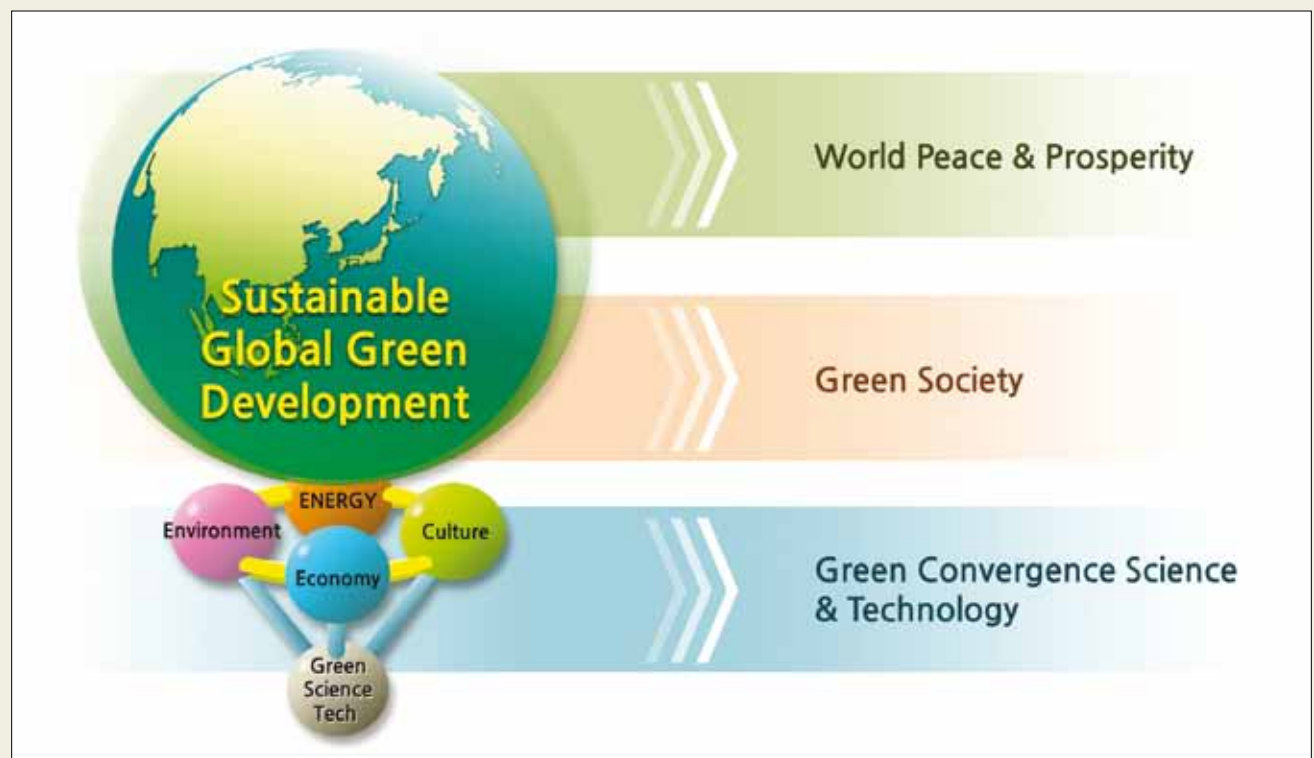 World Peace & Prosperity
Sustainable
Global Green
Development
Green Society
ENERGY
Environment
Culture
Economy
Green Convergence Science
& Technology
Green
Science
Tech